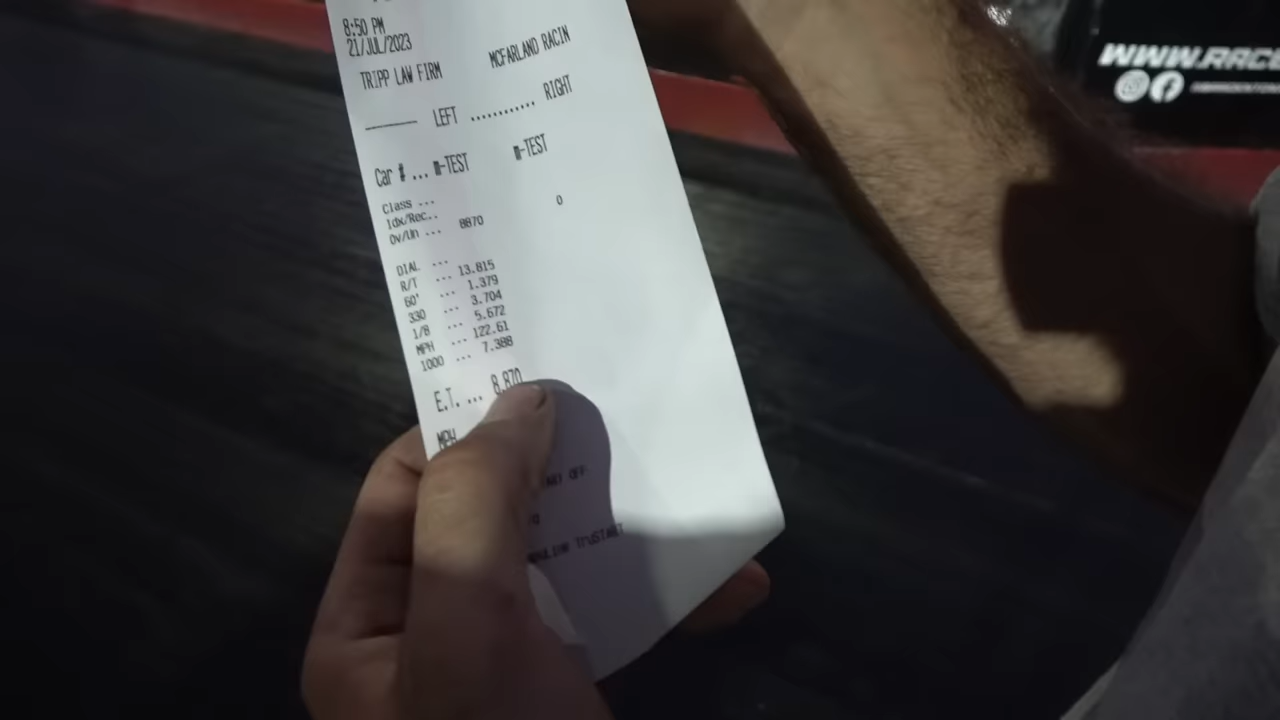 8:50 PM
21/JUL/2023
TRIPP LAW FIRM MCFARLAND RACIN
LEFT ............ RIGHT
Car # ... m-TEST m-TEST
Class ...
Idx/Rec.. 0
Ov/Un ... 8870
DIAL ...
R/T ... 13.815
60' ... 1.379
330 ... 3.704
1/8 ... 5.672
MPH ... 122.61
1000 ... 7.388
E.T. ... 8.870
MPH
WWW.RACE